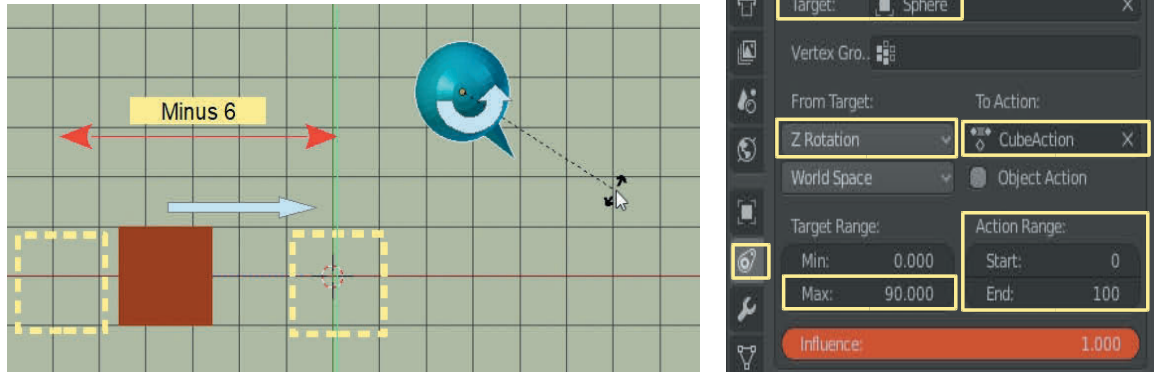 Minus 6
Target: Sphere X
Vertex Gro..
From Target: To Action:
Z Rotation CubeAction X
World Space Object Action
Target Range: Action Range:
Min: 0.000 Start: 0
Max: 90.000 End: 100
Influence: 1.000